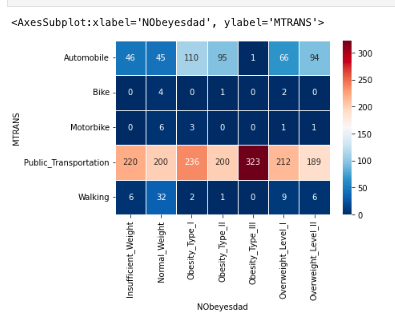 <AxesSubplot:xlabel='NObeyesdad', ylabel='MTRANS'>
Automobile 46 45 110 95 1 66 94
Bike 0 4 0 1 0 2 0
Motorbike 0 6 3 0 0 1 1
Public_Transportation 220 200 236 200 323 212 189
Walking 6 32 2 1 0 9 6
MTRANS
Insufficient_Weight
Normal_Weight
Obesity_Type_I
Obesity_Type_II
Obesity_Type_III
Overweight_Level_I
Overweight_Level_II
NObeyesdad
300
250
200
150
100
50
0